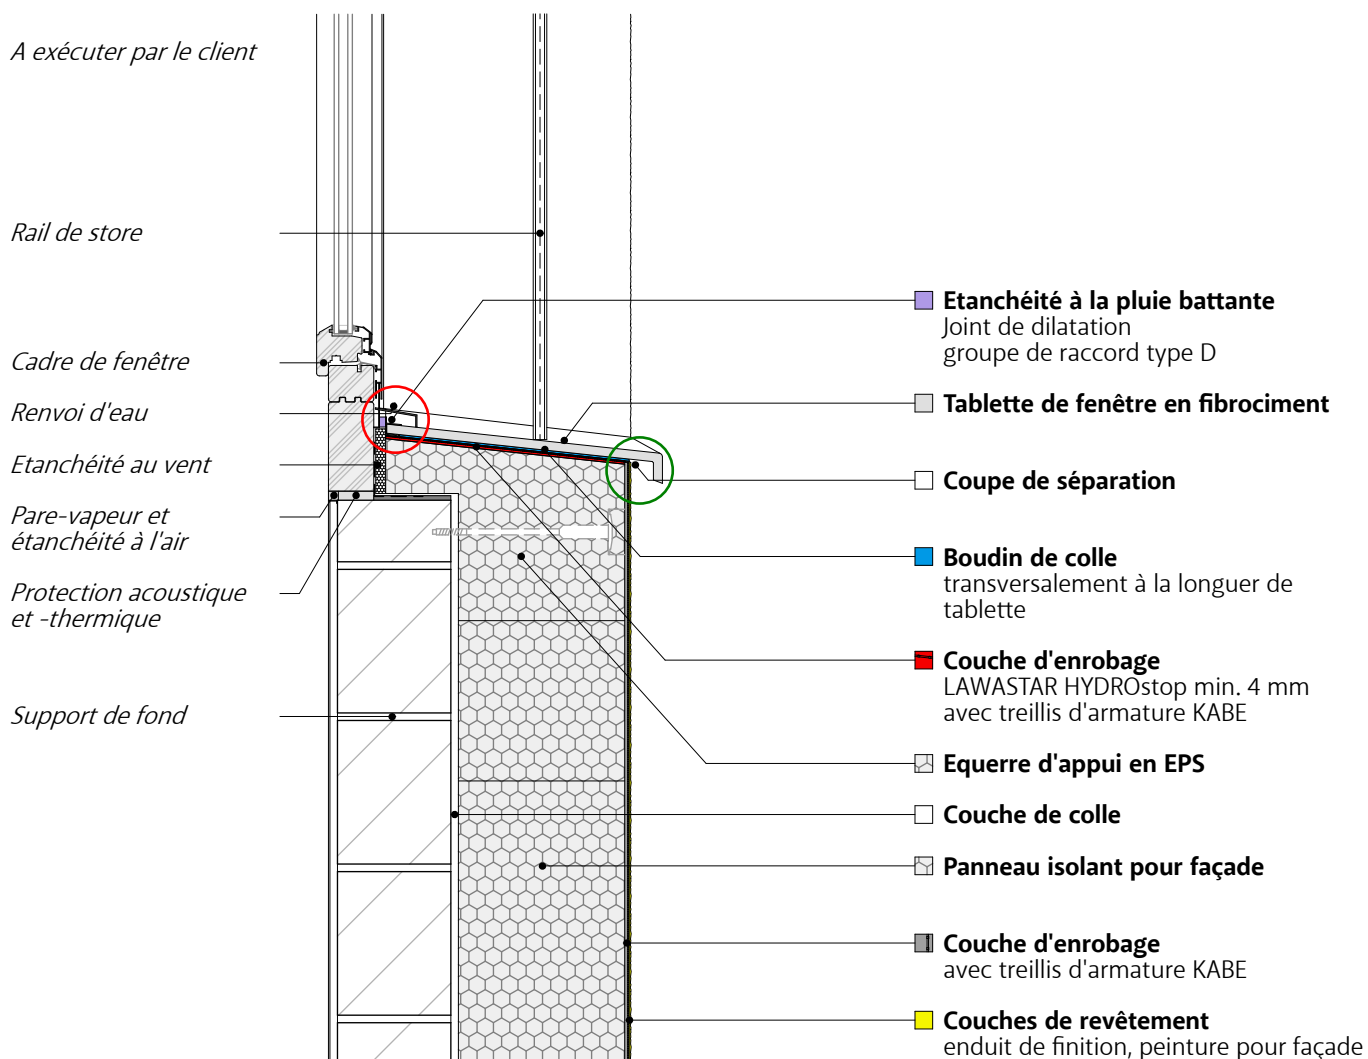 A exécuter par le client
Rail de store
Cadre de fenêtre
Renvoi d'eau
Etanchéité au vent
Pare-vapeur et
étanchéité à l'air
Protection acoustique
et -thermique
Support de fond
Etanchéité à la pluie battante
Joint de dilatation
groupe de raccord type D
Tablette de fenêtre en fibrociment
Coupe de séparation
Boudin de colle
transversalement à la longuer de
tablette
Couche d'enrobage
LAWASTAR HYDROstop min. 4 mm
avec treillis d'armature KABE
Equerre d'appui en EPS
Couche de colle
Panneau isolant pour façade
Couche d'enrobage
avec treillis d'armature KABE
Couches de revêtement
enduit de finition, peinture pour façade